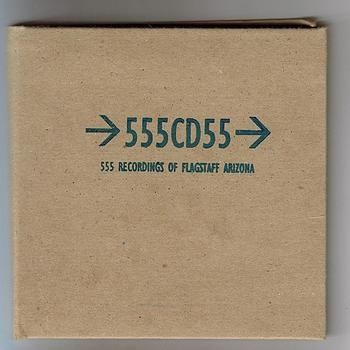 →555CD55→
555 RECORDINGS OF FLAGSTAFF ARIZONA